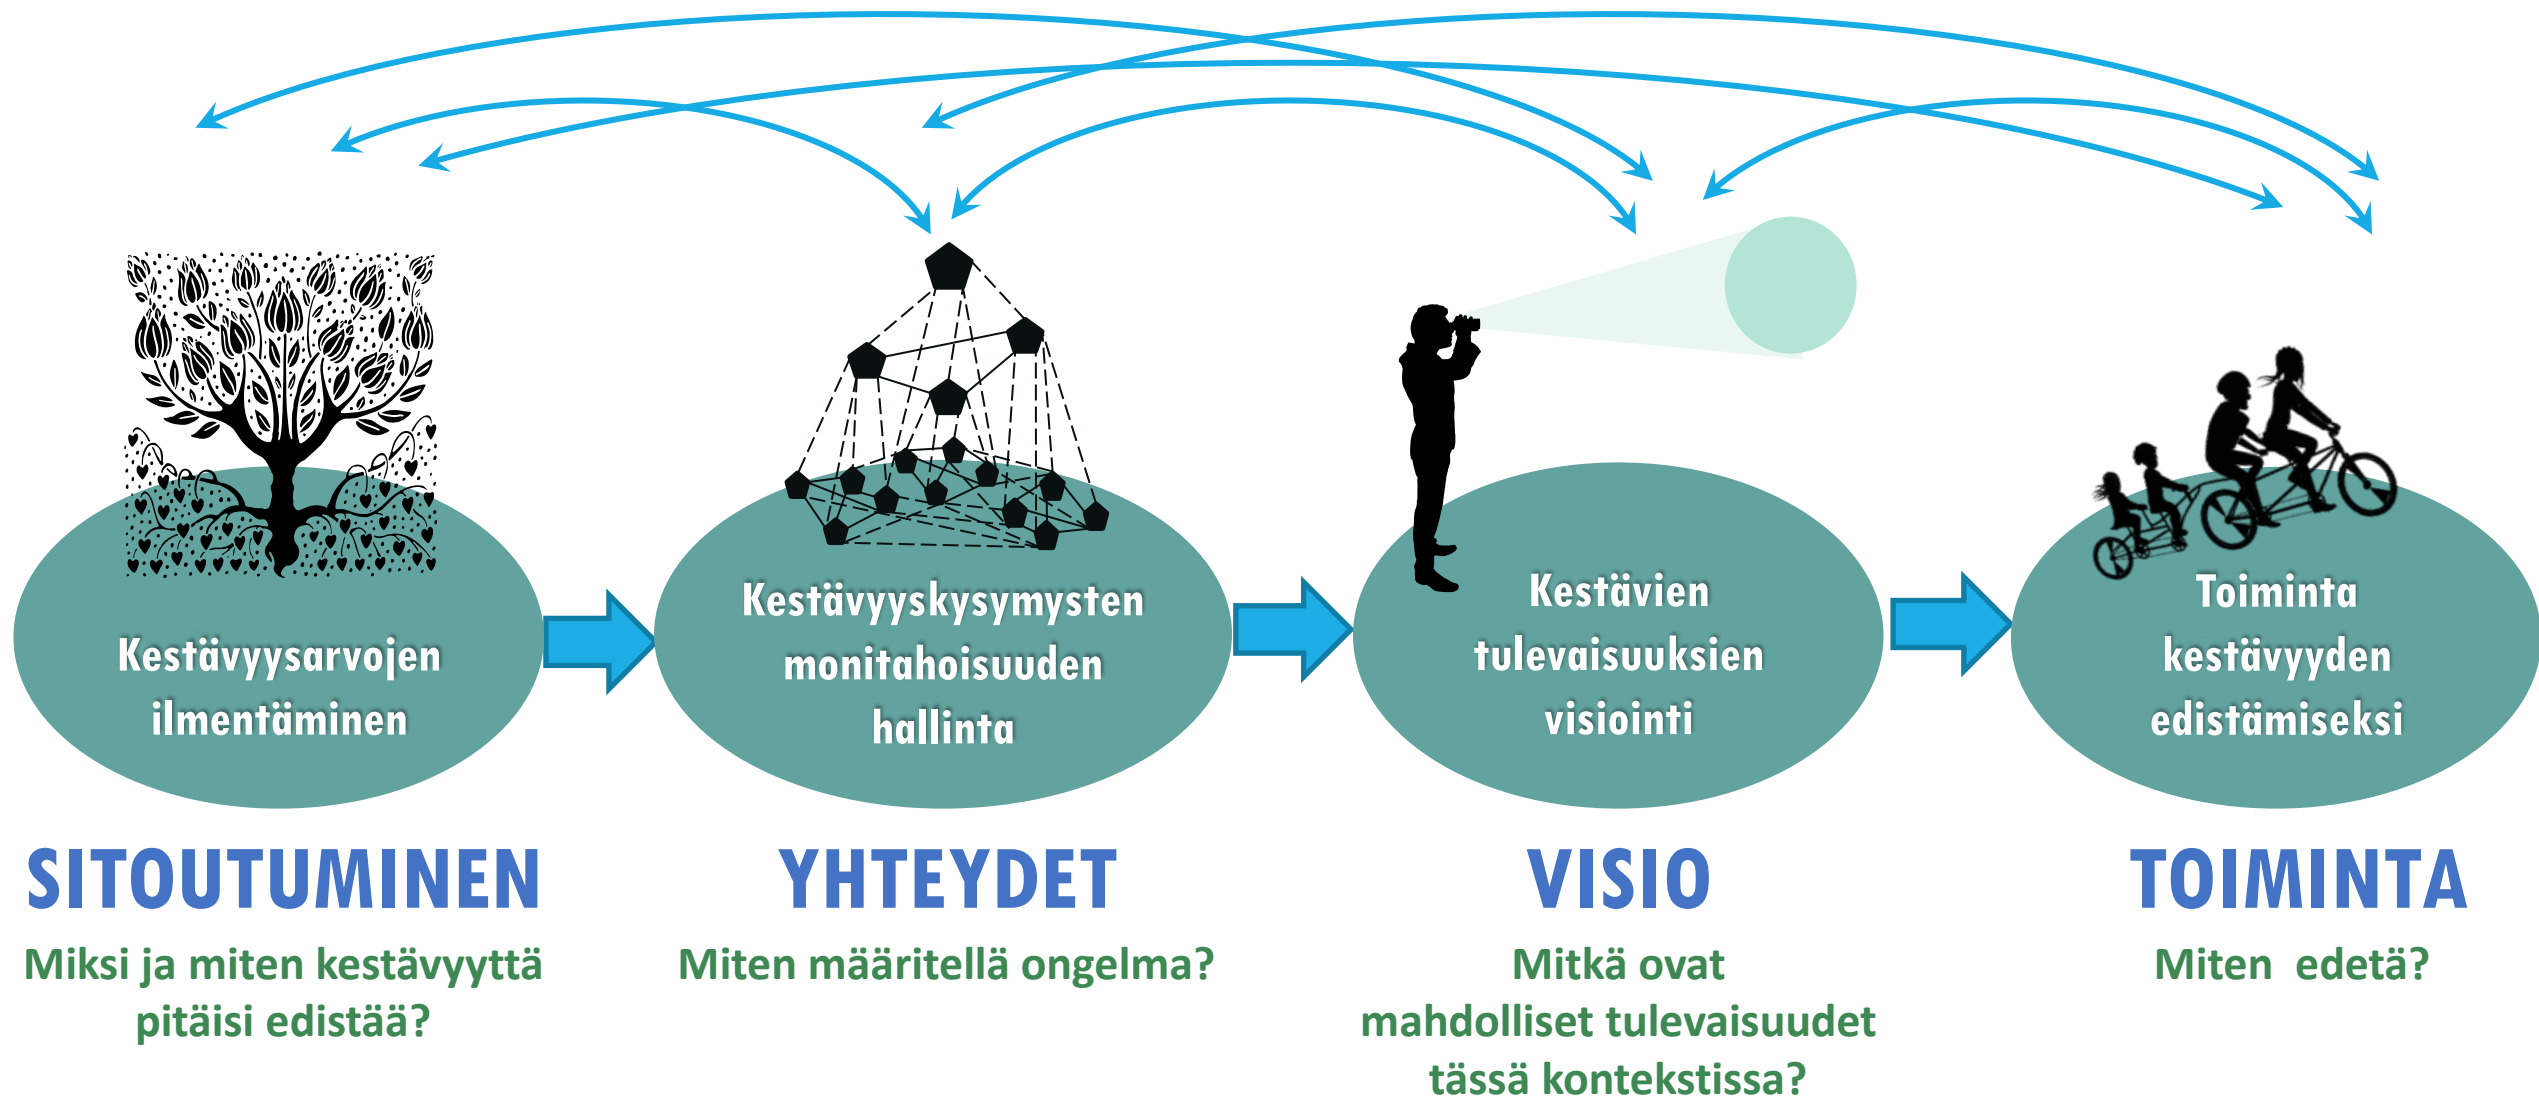 Kestävyysarvojen
ilmentäminen
Kestävyyskysymysten
monitahoisuuden
hallinta
Kestävien
tulevaisuuksien
visiointi
Toiminta
kestävyyden
edistämiseksi
SITOUTUMINEN
Miksi ja miten kestävyyttä
pitäisi edistää?
YHTEYDET
Miten määritellä ongelma?
VISIO
Mitkä ovat
mahdolliset tulevaisuudet
tässä kontekstissa?
TOIMINTA
Miten edetä?